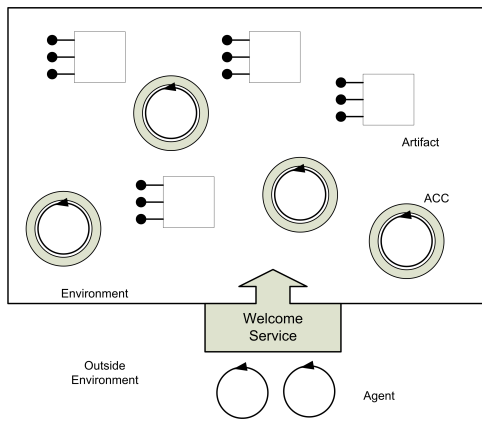 Artifact
ACC
Environment
Welcome
Service
Outside
Environment
Agent